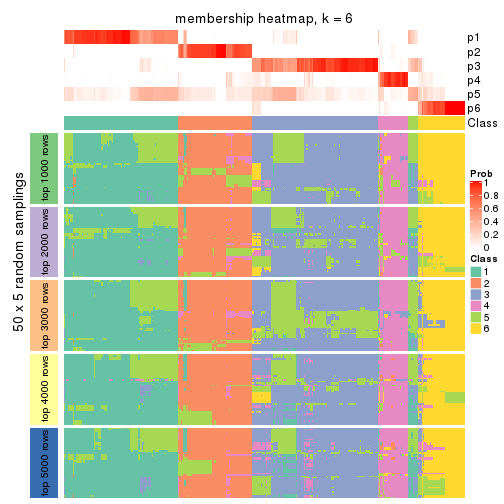 membership heatmap, k = 6
p1
p2
p3
p4
p5
p6
Class
50 x 5 random samplings
top 1000 rows
top 2000 rows
top 3000 rows
top 4000 rows
top 5000 rows
Prob
1
0.8
0.6
0.4
0.2
0
Class
1
2
3
4
5
6